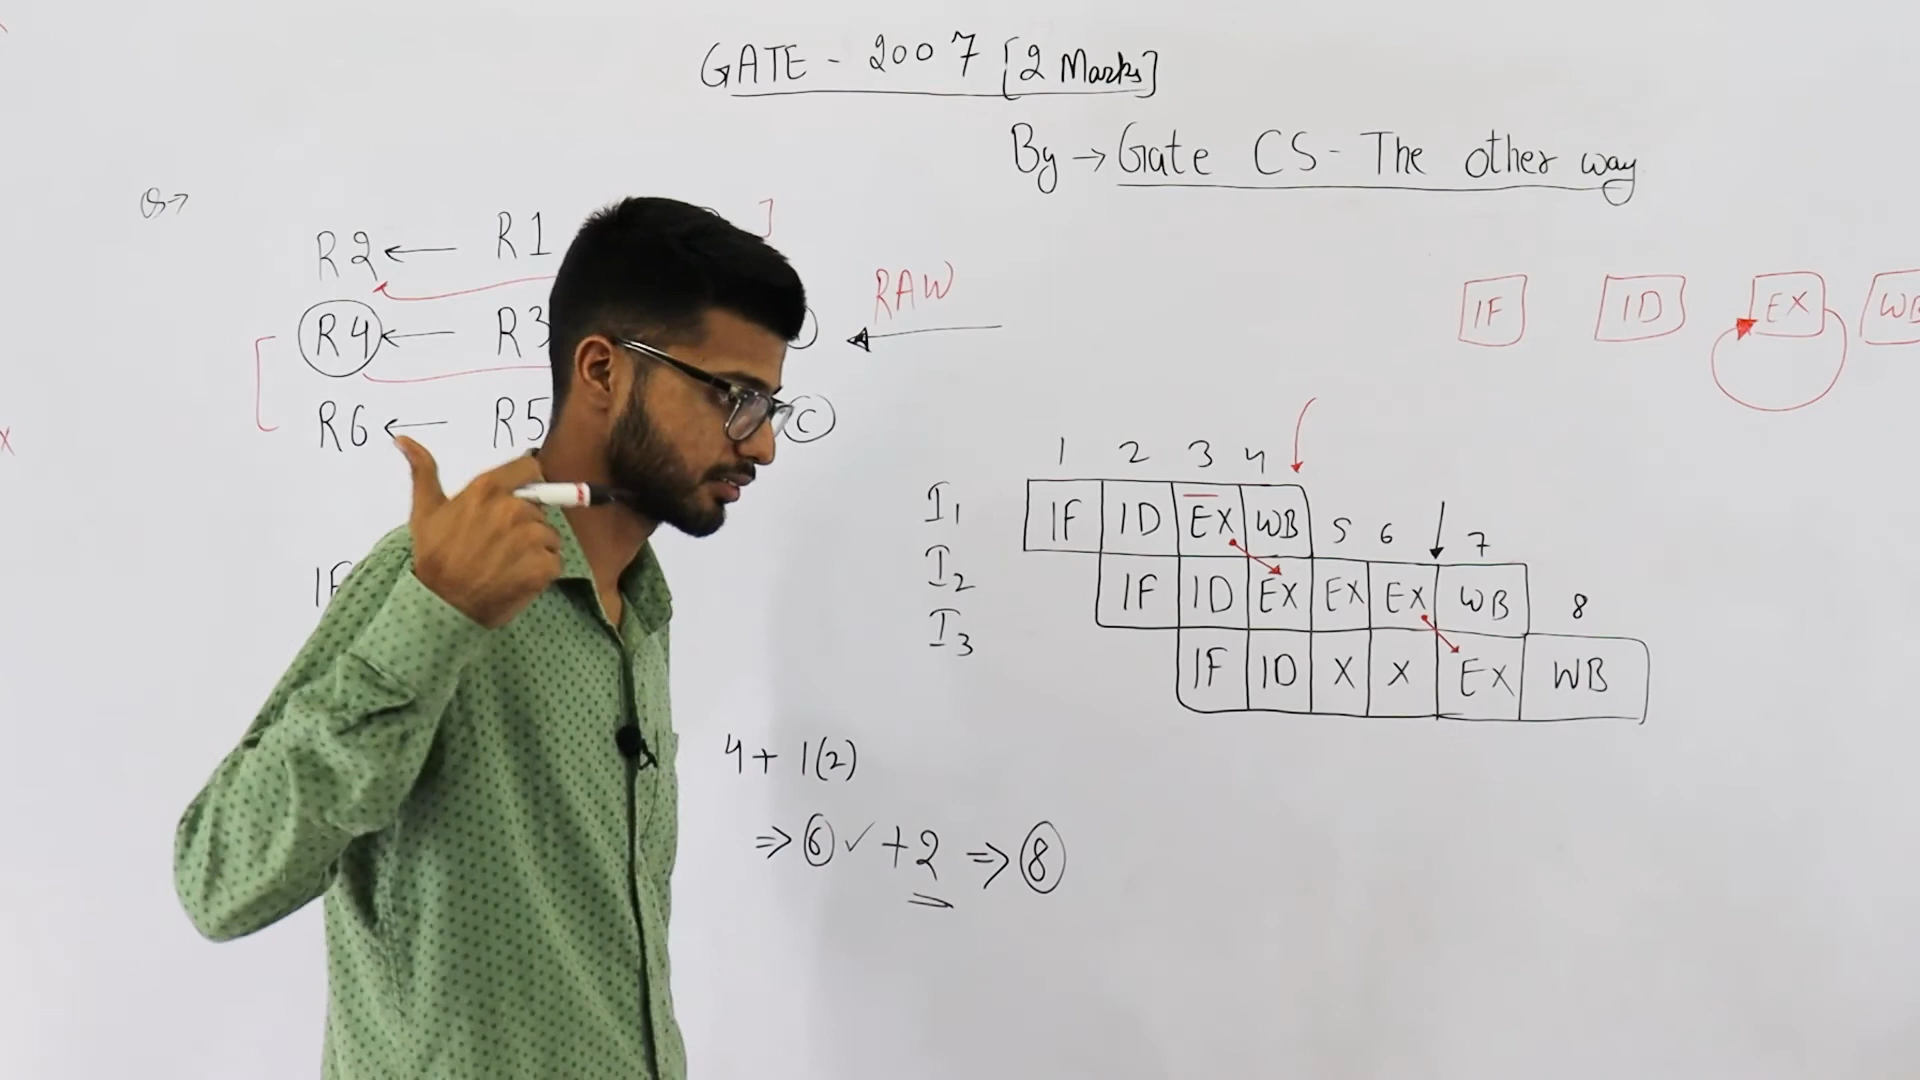 GATE - 2007 [2 Marks]
By → Gate CS - The other way
Q→
R2 ← R1
R4 ← R3
R6 ← R5 C
RAW
IF ID EX WB
1 2 3 4
I1 IF ID EX WB 5 6 7
I2 IF ID EX EX EX WB 8
I3 IF ID X X EX WB
IF
4 + 1(2)
⇒ 6 ✓ + 2 ⇒ 8